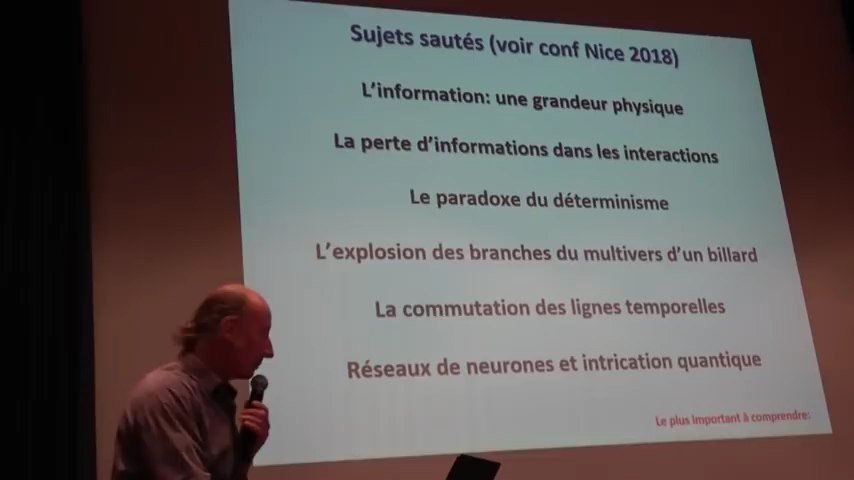 Sujets sautés (voir conf Nice 2018)
L'information: une grandeur physique
La perte d'informations dans les interactions
Le paradoxe du déterminisme
L'explosion des branches du multivers d'un billard
La commutation des lignes temporelles
Réseaux de neurones et intrication quantique
Le plus important à comprendre: